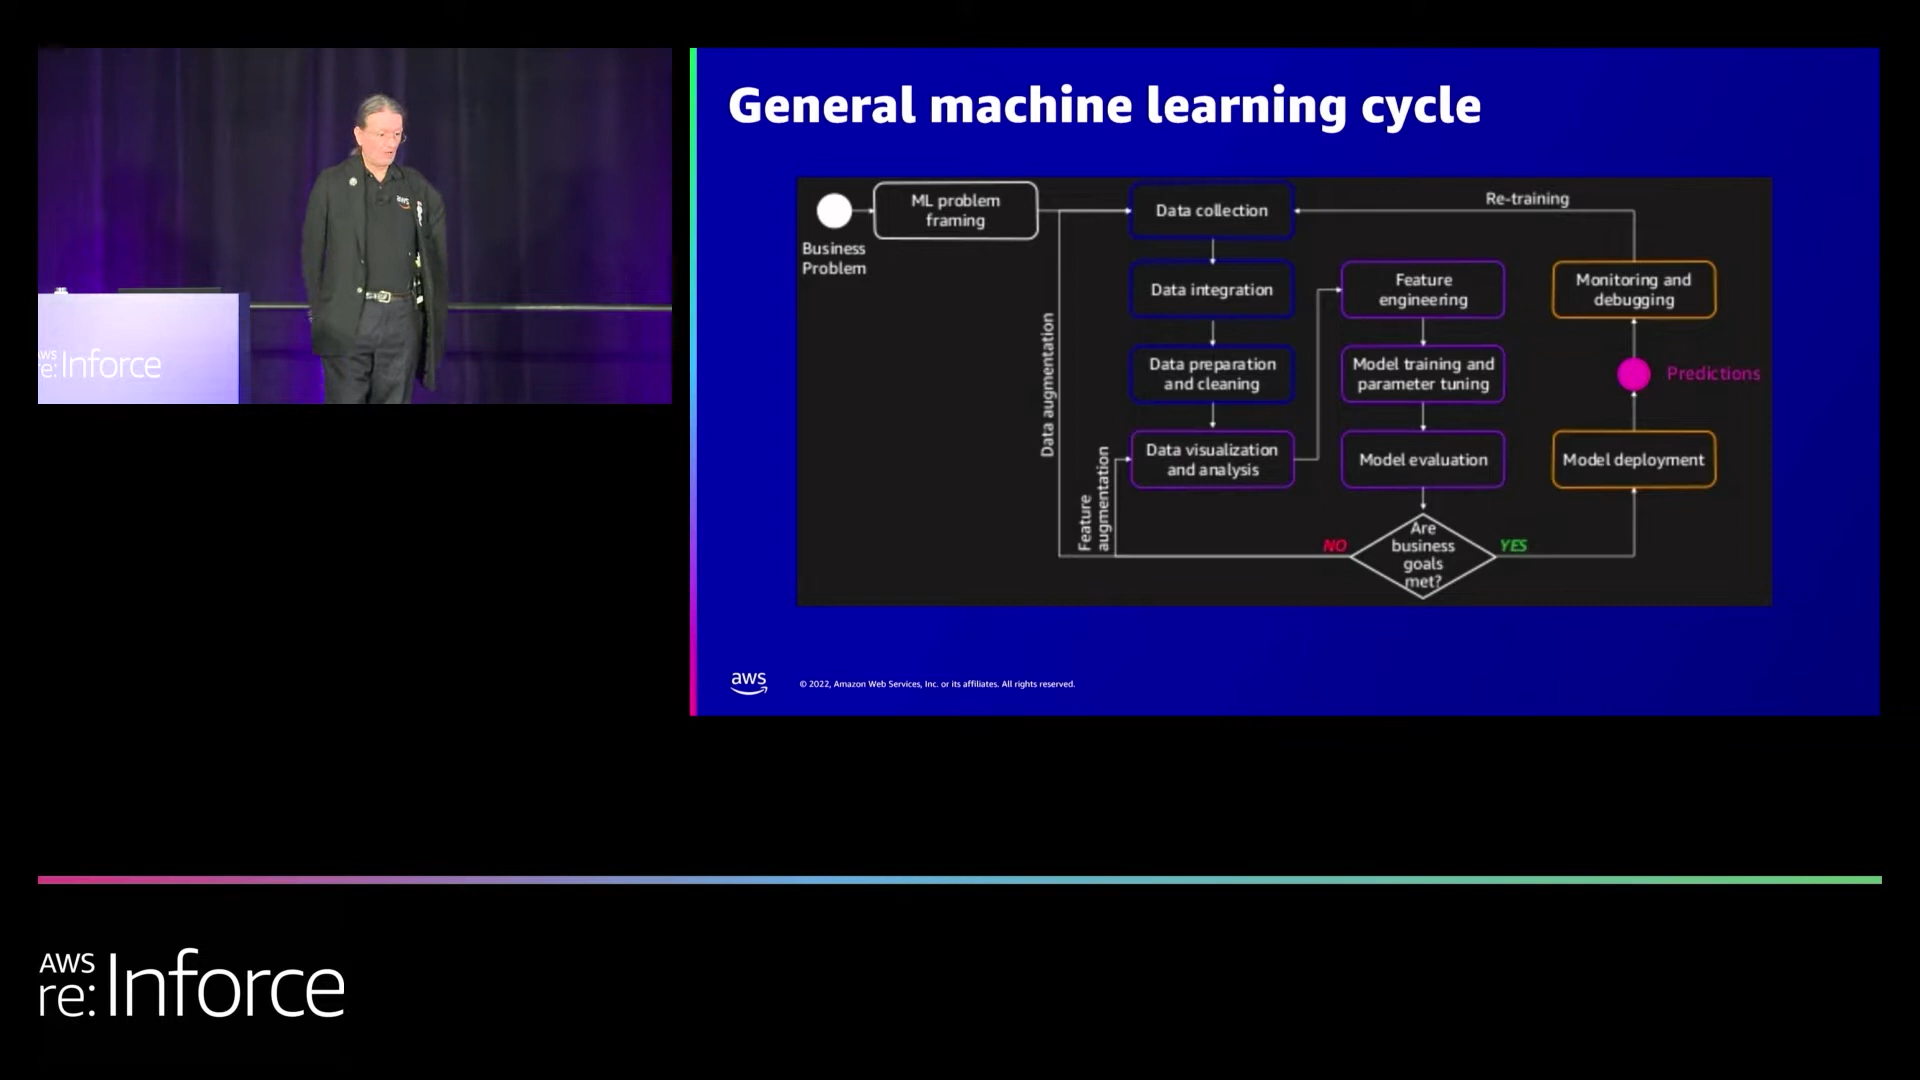 General machine learning cycle
Business
Problem
ML problem
framing
Data collection
Data integration
Data preparation
and cleaning
Data visualization
and analysis
Data augmentation
Feature
augmentation
Feature
engineering
Model training and
parameter tuning
Model evaluation
Are
business
goals
met?
NO
YES
Model deployment
Predictions
Monitoring and
debugging
Re-training
aws
© 2022, Amazon Web Services, Inc. or its affiliates. All rights reserved.
aws
aws
re:Inforce
AWS
re:Inforce